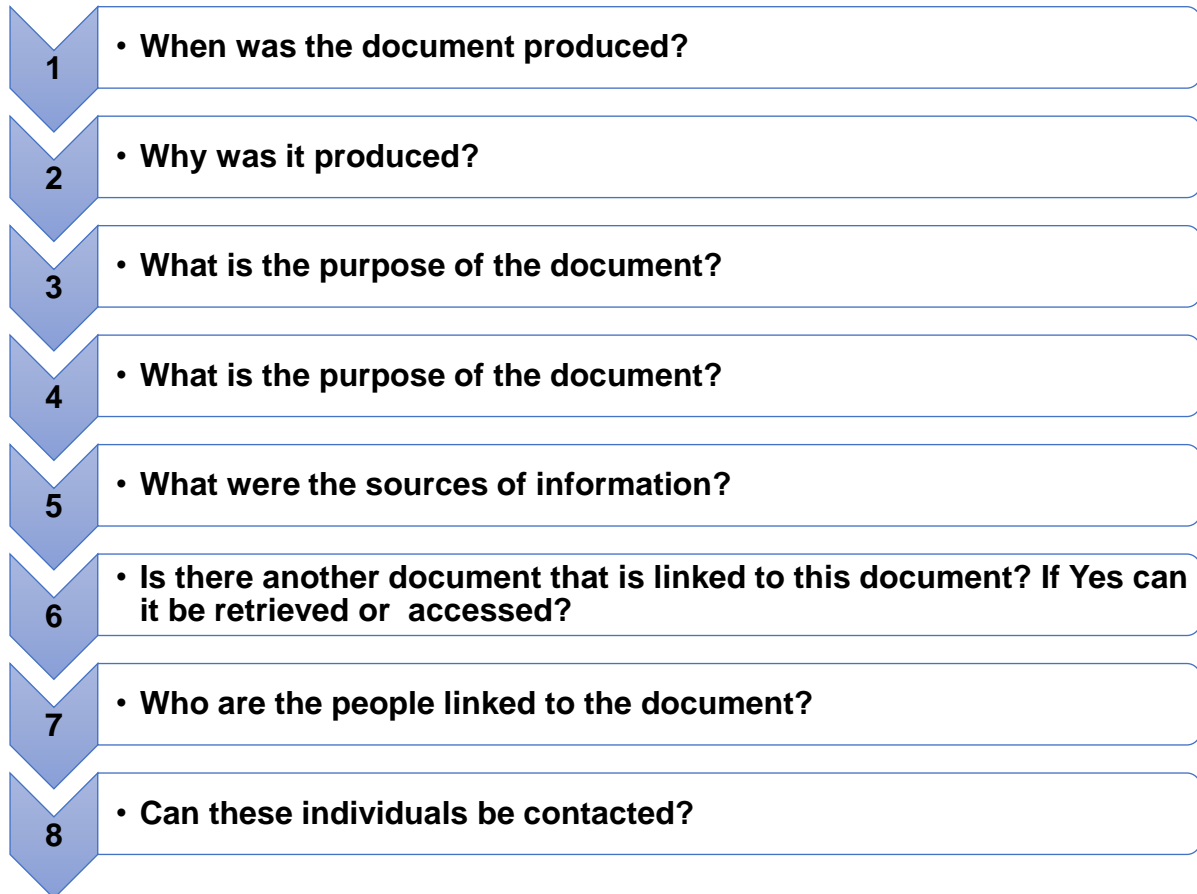 1
• When was the document produced?
2
• Why was it produced?
3
• What is the purpose of the document?
4
• What is the purpose of the document?
5
• What were the sources of information?
6
• Is there another document that is linked to this document? If Yes can
it be retrieved or  accessed?
7
• Who are the people linked to the document?
8
• Can these individuals be contacted?